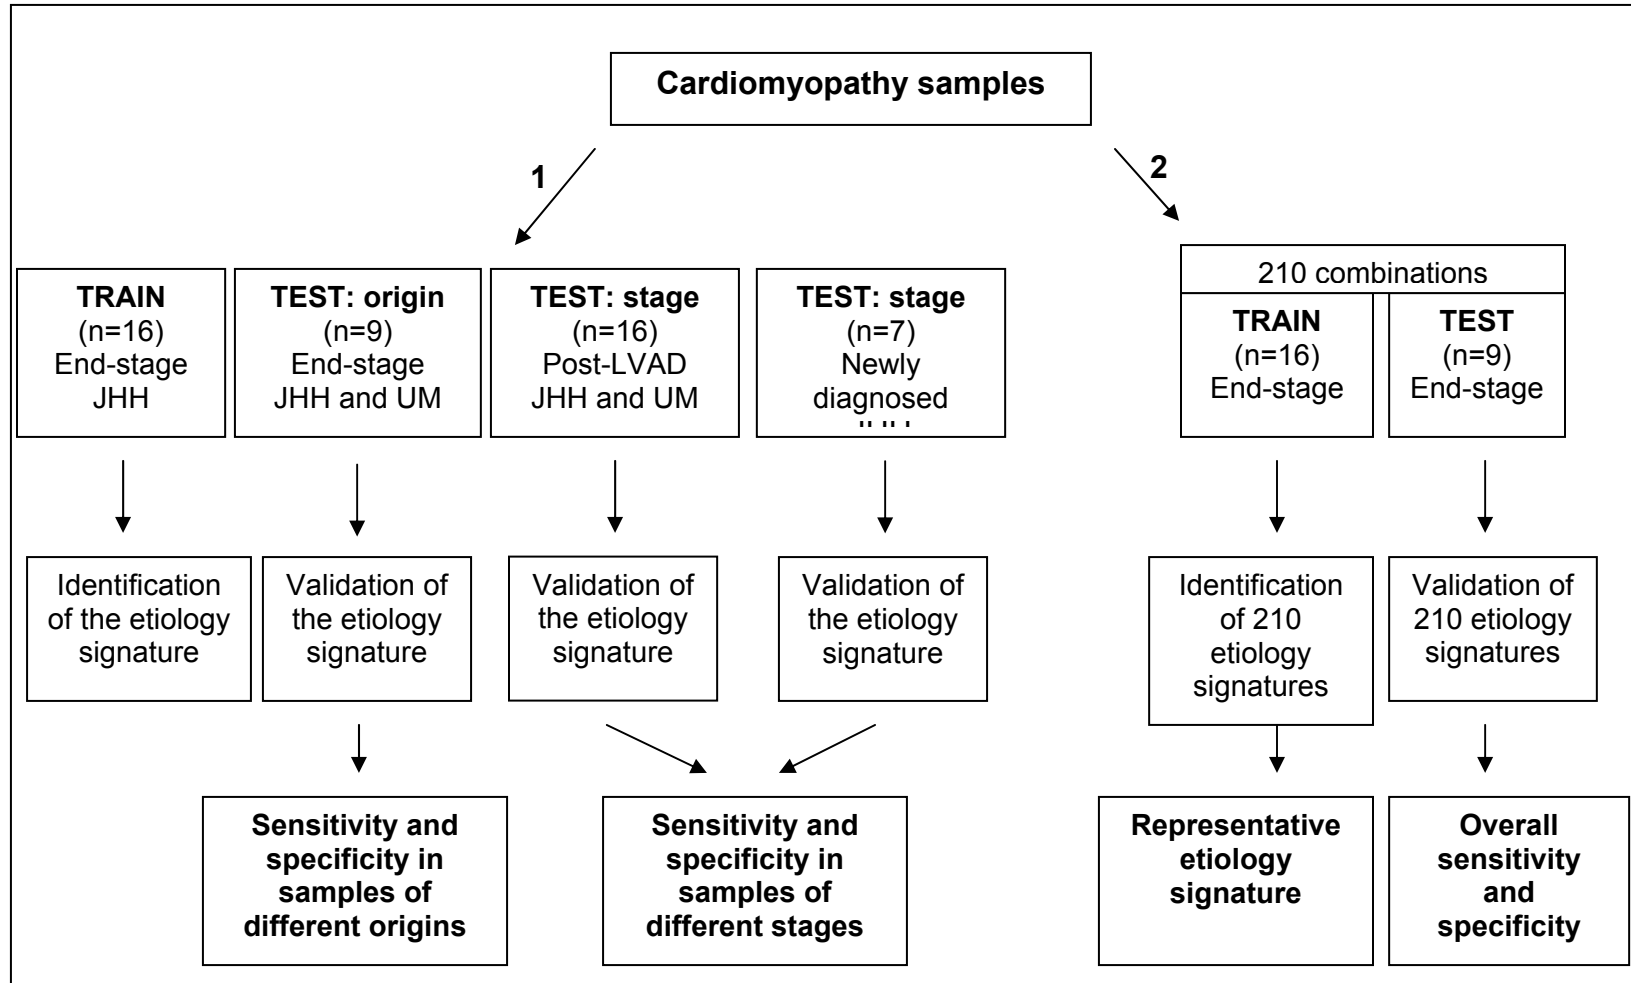 Cardiomyopathy samples
1
2
TRAIN
(n=16)
End-stage
JHH
TEST: origin
(n=9)
End-stage
JHH and UM
TEST: stage
(n=16)
Post-LVAD
JHH and UM
TEST: stage
(n=7)
Newly
diagnosed
210 combinations
TRAIN
(n=16)
End-stage
TEST
(n=9)
End-stage
Identification
of the etiology
signature
Validation of
the etiology
signature
Validation of
the etiology
signature
Validation of
the etiology
signature
Identification
of 210
etiology
signatures
Validation of
210 etiology
signatures
Sensitivity and
specificity in
samples of
different origins
Sensitivity and
specificity in
samples of
different stages
Representative
etiology
signature
Overall
sensitivity
and
specificity